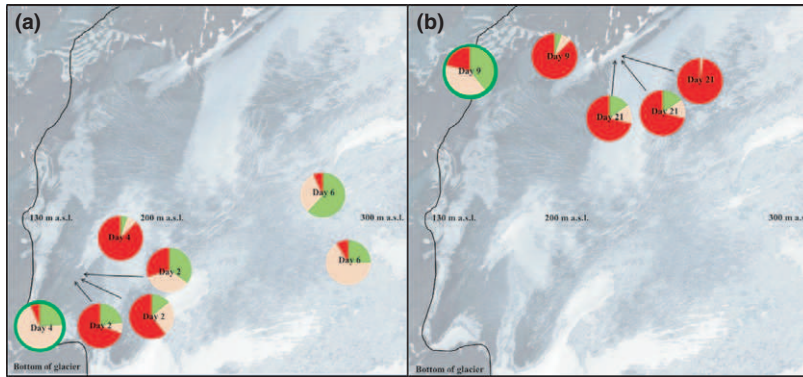 (a)
Day 6
130 m a.s.l.
200 m a.s.l.
300 m a.s.l.
Day 4
Day 6
Day 2
Day 2
Day 2
Day 4
Bottom of glacier
(b)
Day 9
Day 9
Day 21
Day 21
Day 21
130 m a.s.l.
200 m a.s.l.
300 m a.s.l.
Bottom of glacier